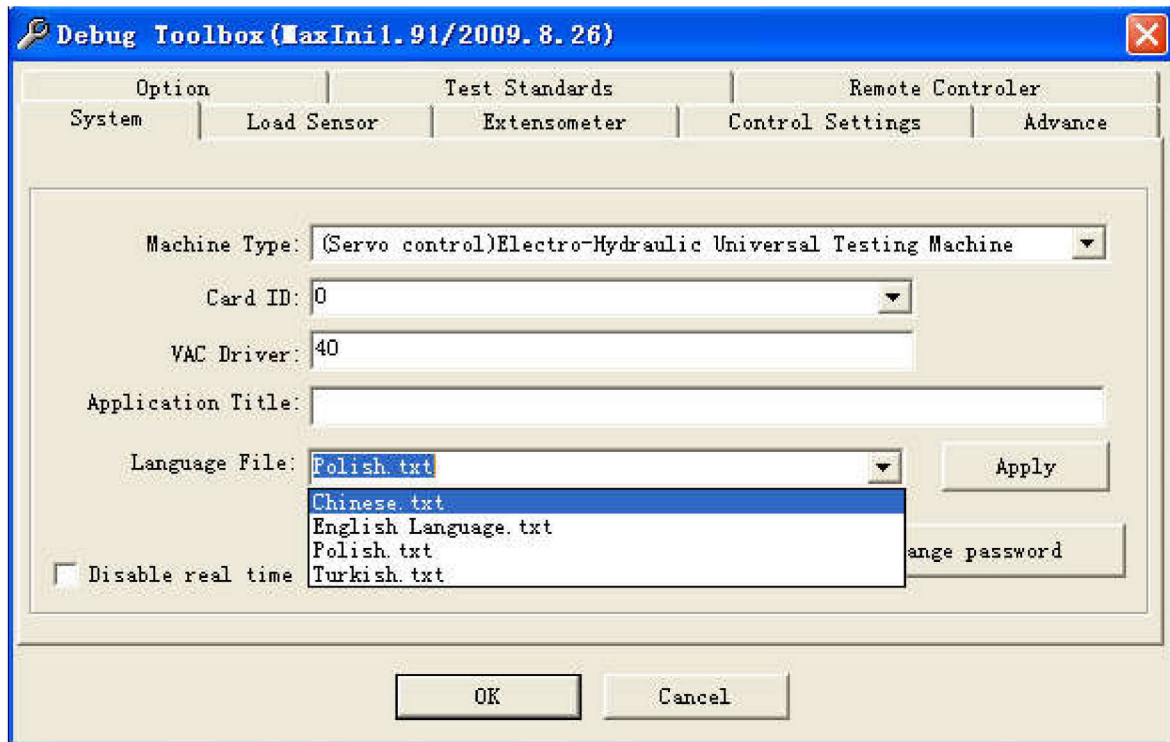 Debug Toolbox(MaxIni1.91/2009.8.26)
Option Test Standards Remote Controler
System Load Sensor Extensometer Control Settings Advance
Machine Type: (Servo control)Electro-Hydraulic Universal Testing Machine
Card ID: 0
VAC Driver: 40
Application Title:
Language File: Polish.txt Apply
Chinese.txt
English Language.txt
Polish.txt ange password
Disable real time Turkish.txt
OK Cancel